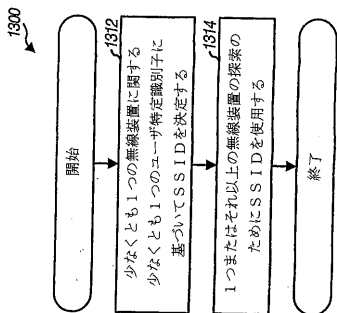 1300
開始
1312
少なくとも1つの無線装置に関する
少なくとも1つのユーザ特定識別子に
基づいてSSIDを決定する
1314
1つまたはそれ以上の無線装置の探索の
ためにSSIDを使用する
終了